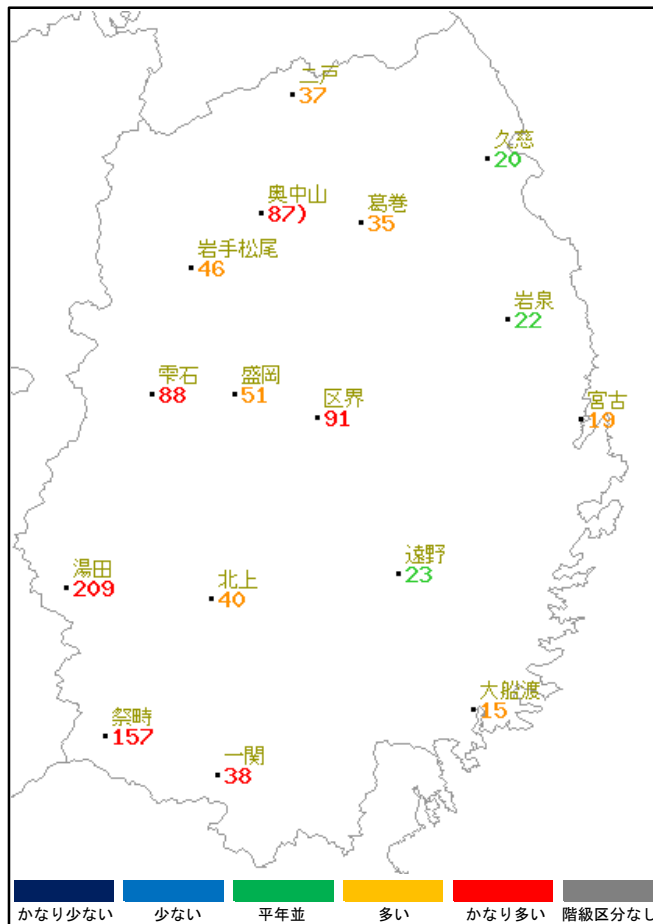 二戸
37
久慈
20
奥中山
87)
葛巻
35
岩手松尾
46
岩泉
22
雫石
88
盛岡
51
区界
91
宮古
19
湯田
209
北上
40
遠野
23
大船渡
15
祭畤
157
一関
38
かなり少ない 少ない 平年並 多い かなり多い 階級区分なし